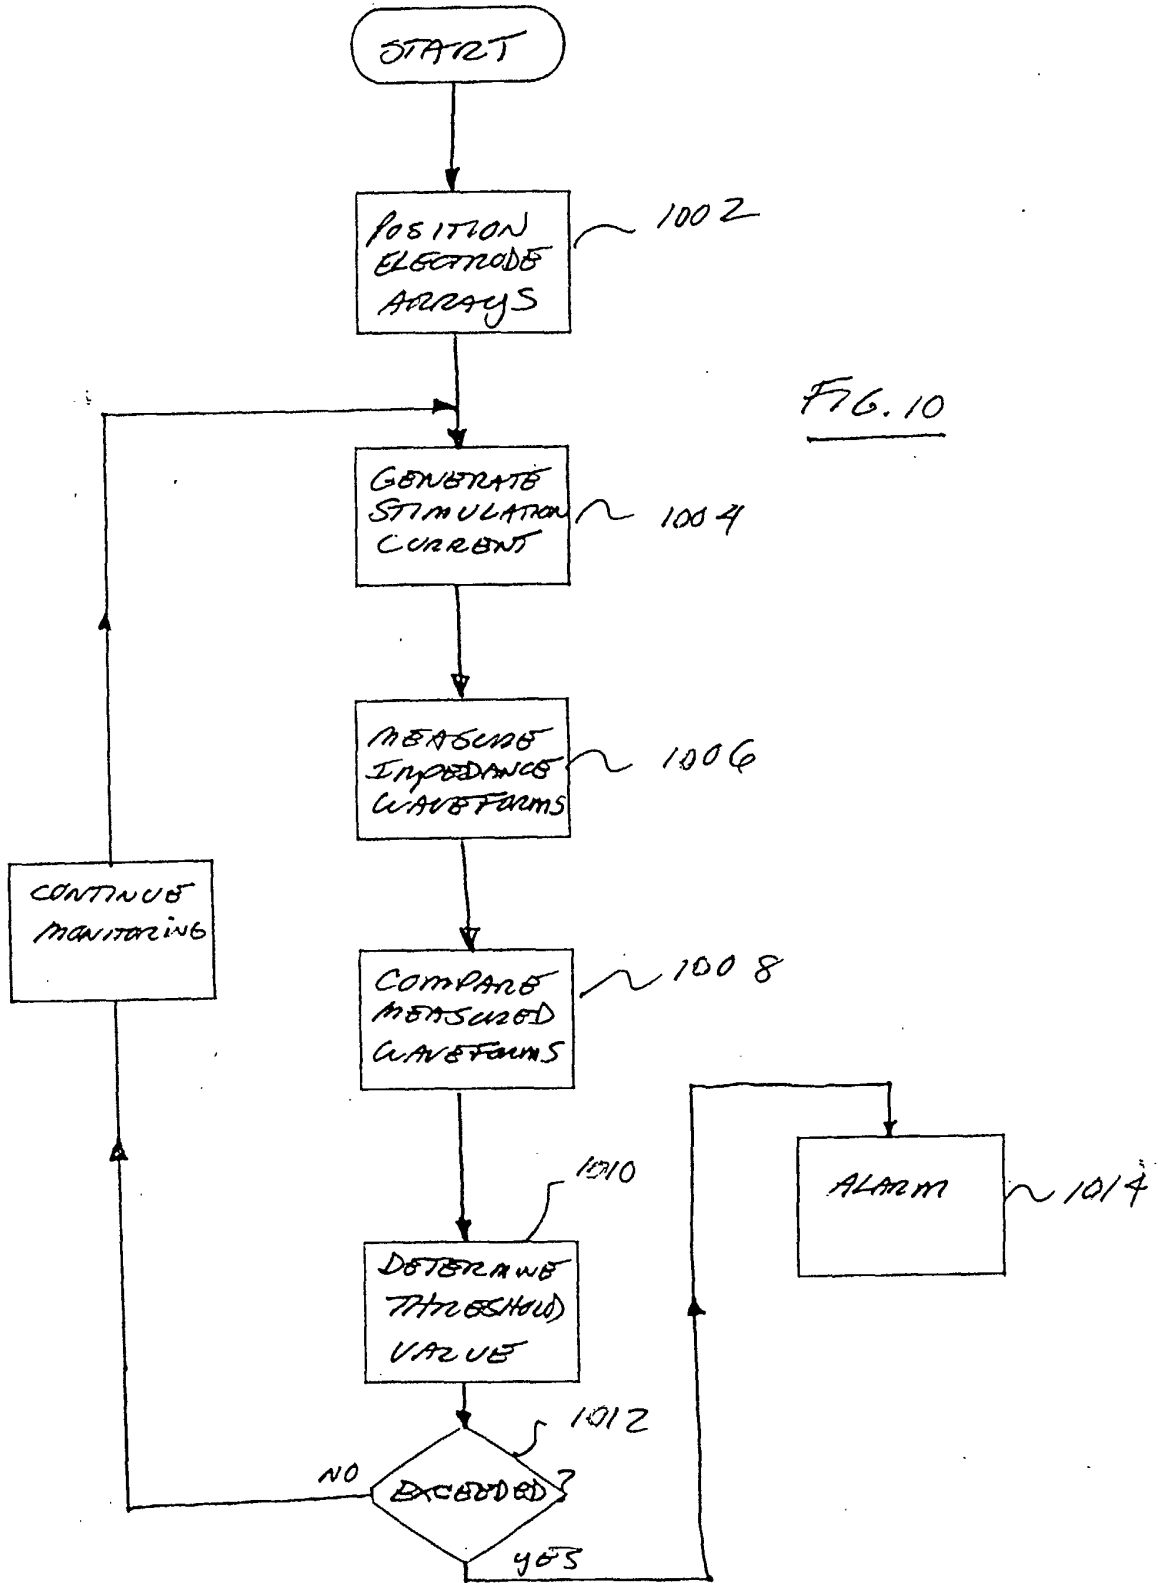 START
POSITION
ELECTRODE
ARRAYS
1002
FIG. 10
GENERATE
STIMULATION
CURRENT
1004
MEASURE
IMPEDANCE
WAVEFORMS
1006
CONTINUE
MONITORING
COMPARE
MEASURED
WAVEFORMS
1008
1010
ALARM
1014
DETERMINE
THRESHOLD
VALUE
1012
NO
EXCEEDED?
YES